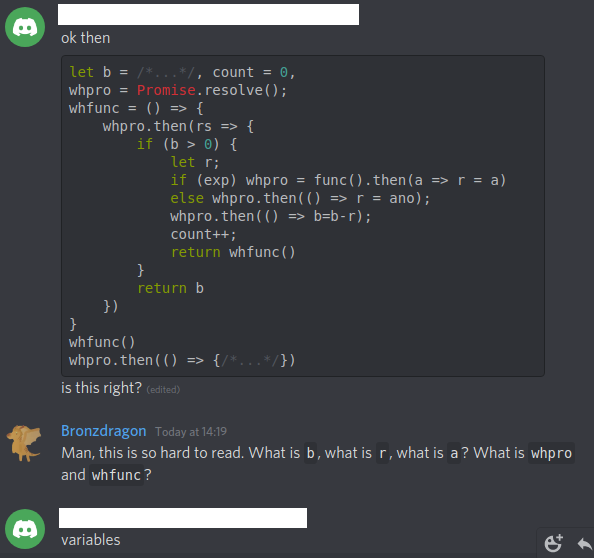 ok then
let b = /*...*/, count = 0,
whpro = Promise.resolve();
whfunc = () => {
    whpro.then(rs => {
        if (b > 0) {
            let r;
            if (exp) whpro = func().then(a => r = a)
            else whpro.then(() => r = ano);
            whpro.then(() => b=b-r);
            count++;
            return whfunc()
        }
        return b
    })
}
whfunc()
whpro.then(() => {/*...*/})
is this right? (edited)
Bronzdragon Today at 14:19
Man, this is so hard to read. What is b, what is r, what is a? What is whpro
and whfunc?
variables